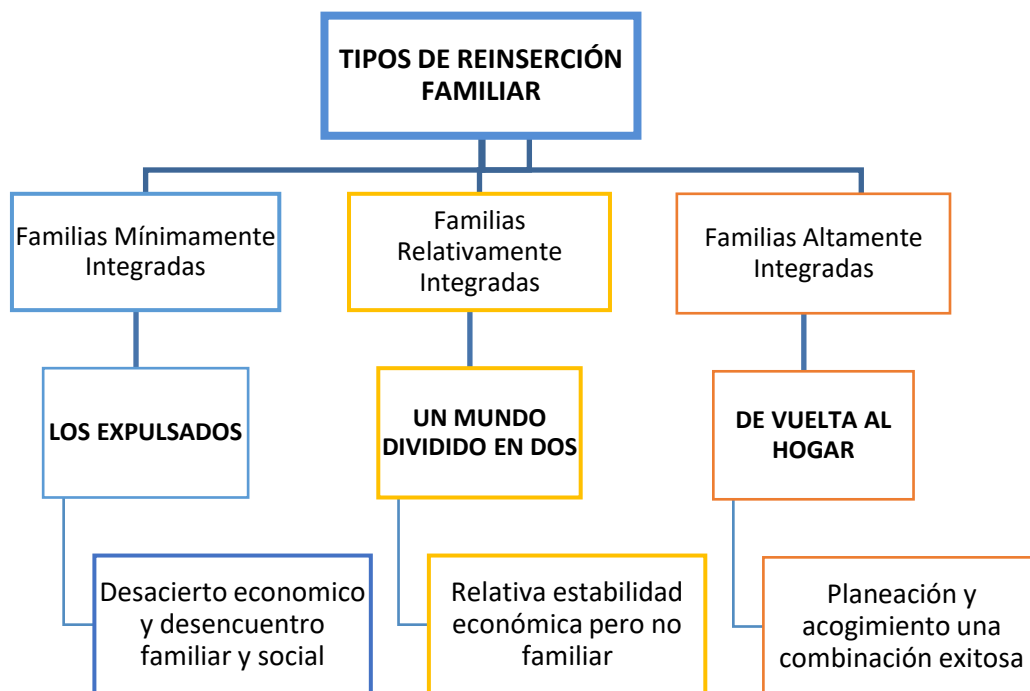 TIPOS DE REINSERCIÓN
FAMILIAR
Familias Mínimamente
Integradas
Familias
Relativamente
Integradas
Familias Altamente
Integradas
LOS EXPULSADOS
UN MUNDO
DIVIDIDO EN DOS
DE VUELTA AL
HOGAR
Desacierto economico
y desencuentro
familiar y social
Relativa estabilidad
económica pero no
familiar
Planeación y
acogimiento una
combinación exitosa